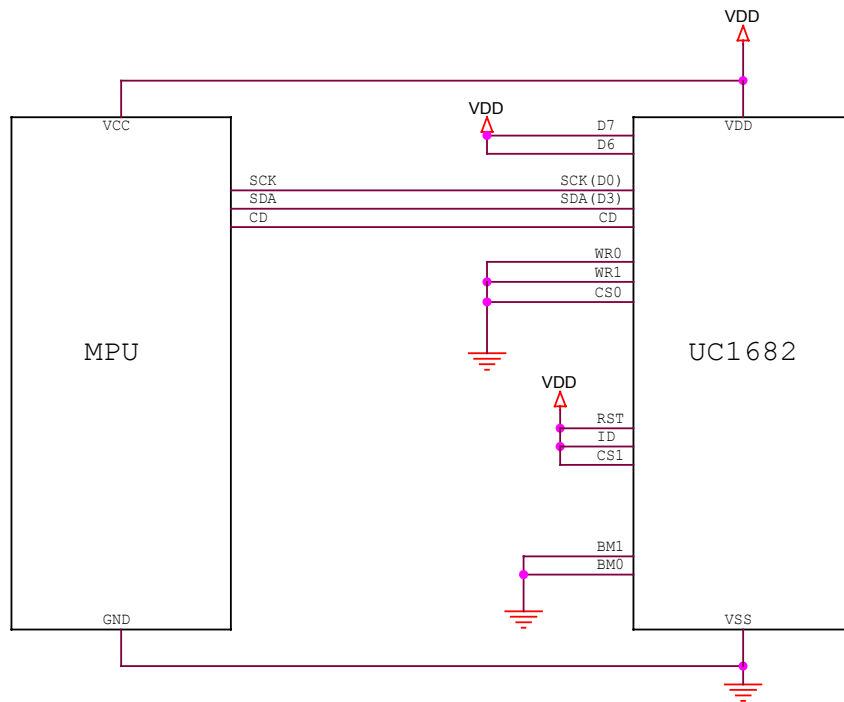 VDD
VCC
VDD
D7
VDD
D6
SCK
SCK(D0)
SDA
SDA(D3)
CD
CD
WR0
WR1
CS0
MPU
UC1682
VDD
RST
ID
CS1
BM1
BM0
GND
VSS